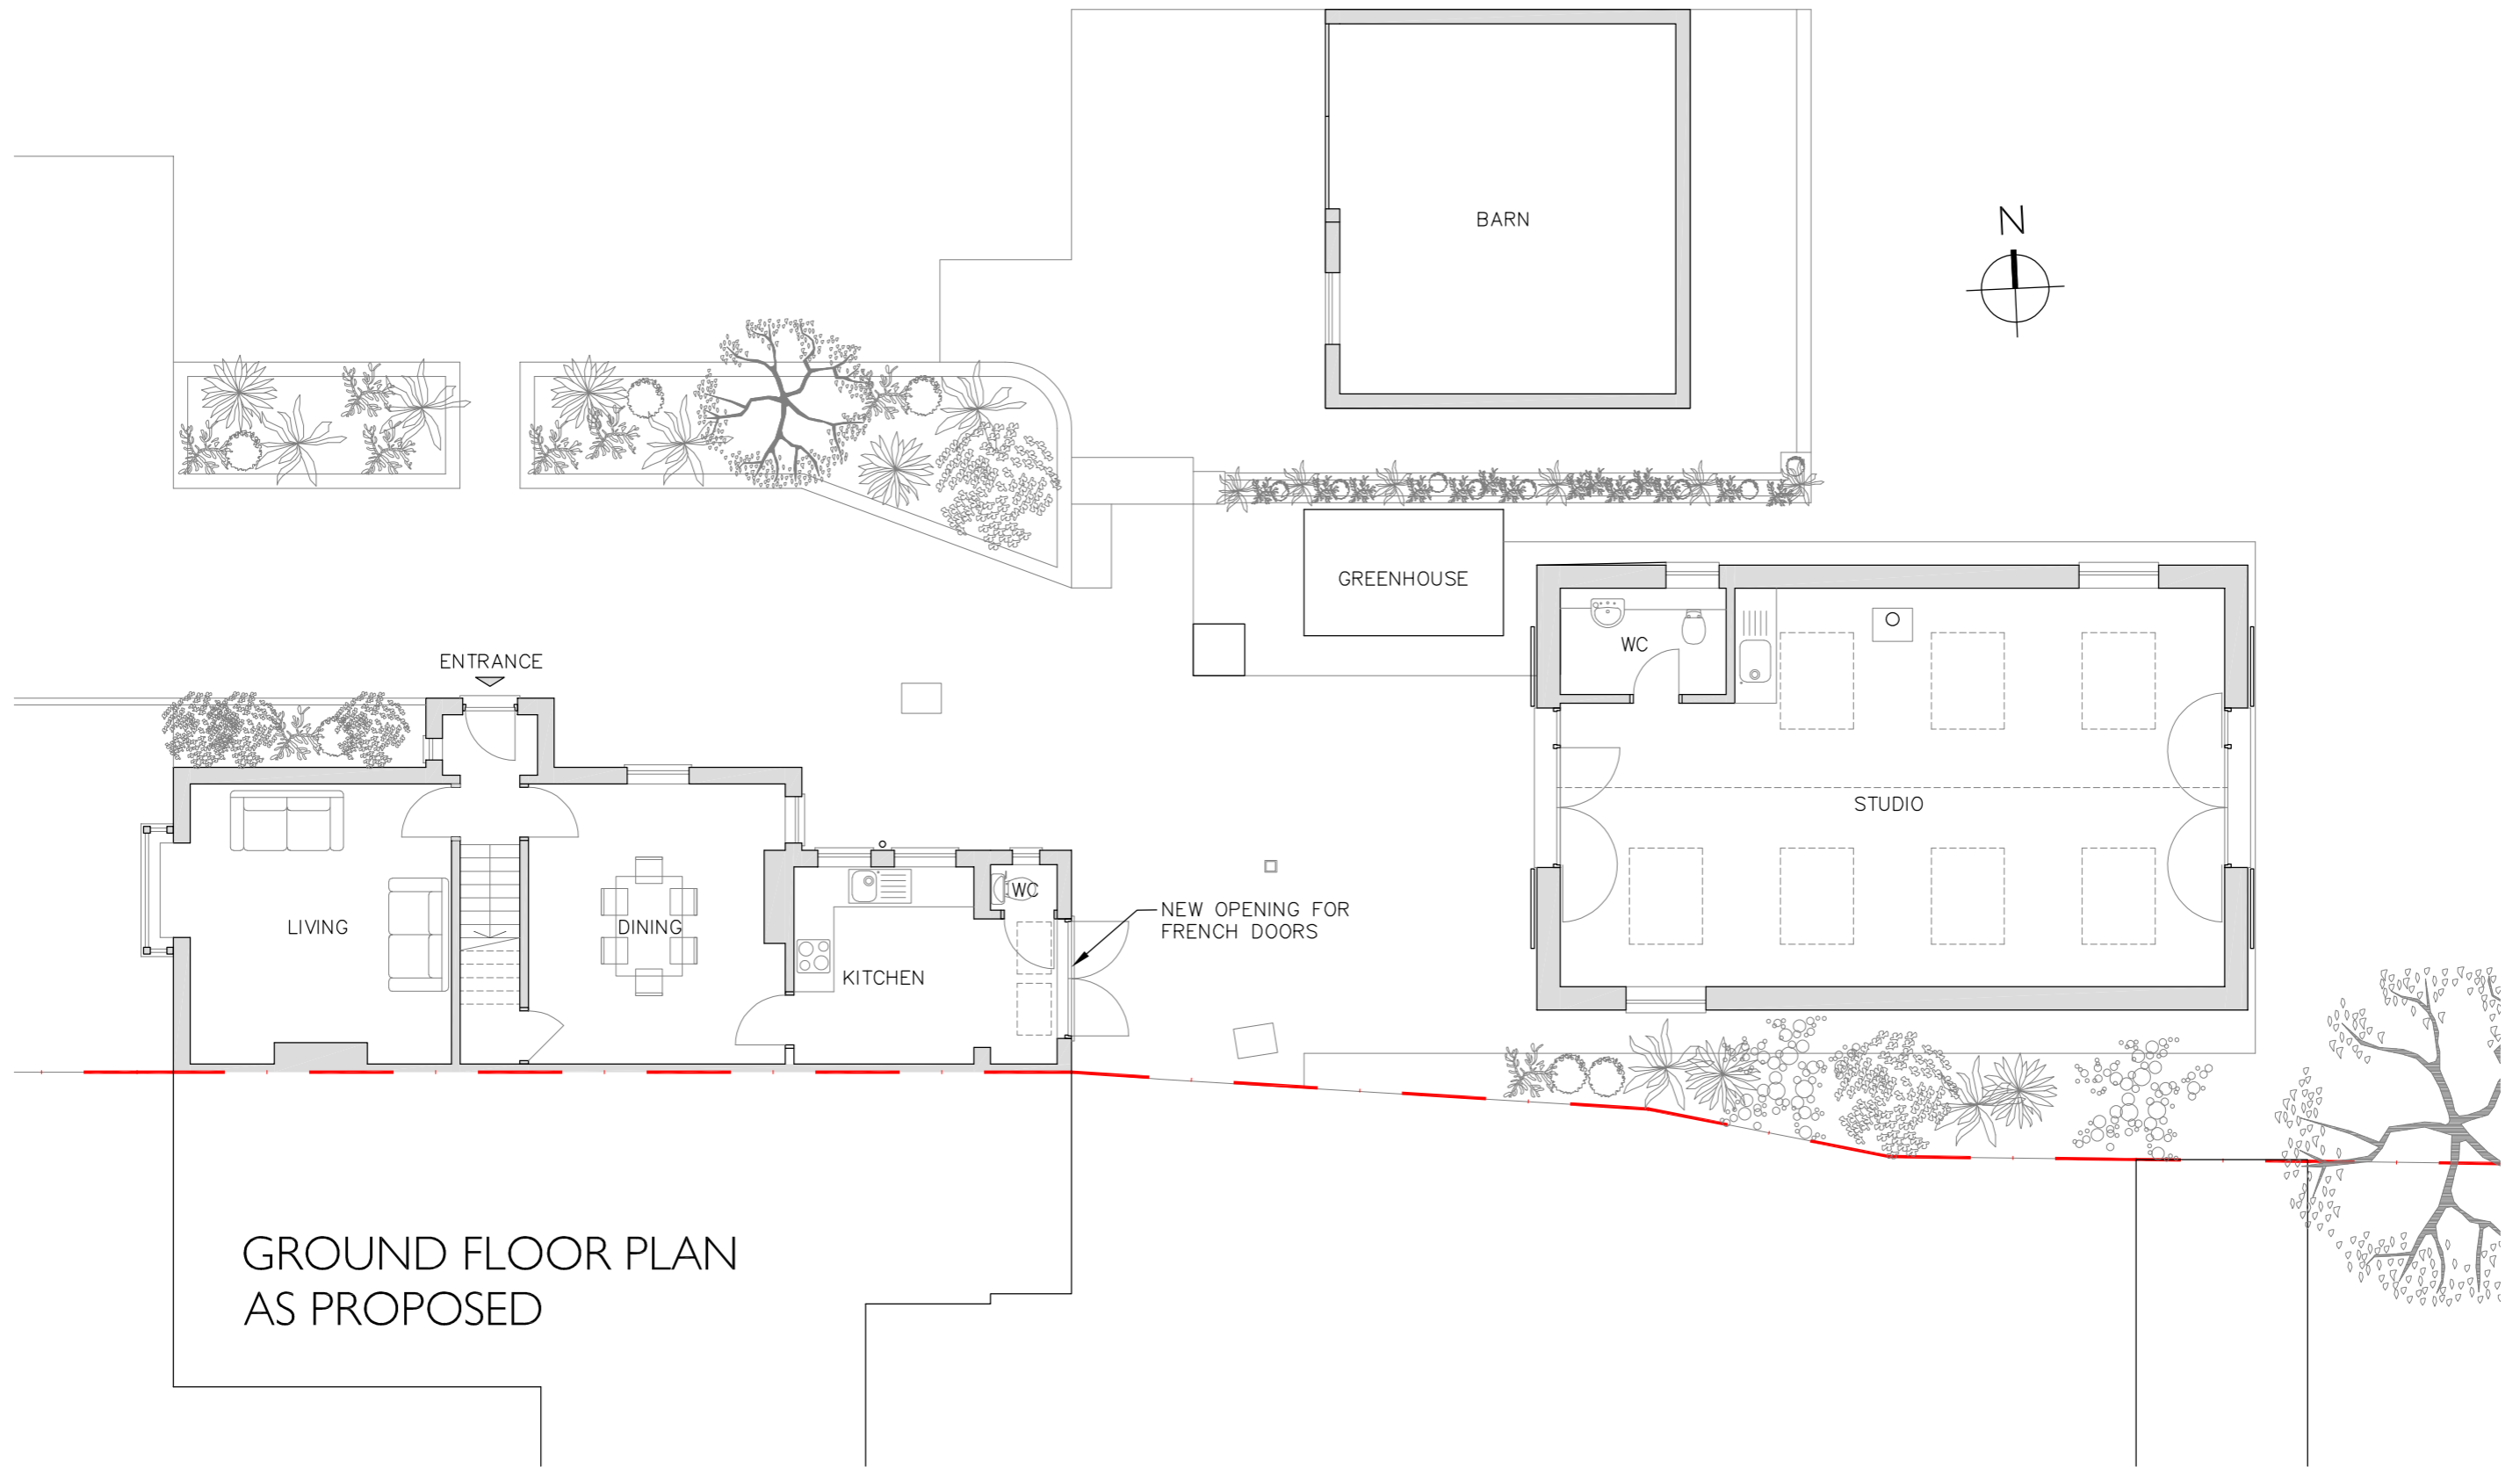 BARN
N
GREENHOUSE
WC
ENTRANCE
STUDIO
WC
NEW OPENING FOR
FRENCH DOORS
LIVING
DINING
KITCHEN
GROUND FLOOR PLAN
AS PROPOSED